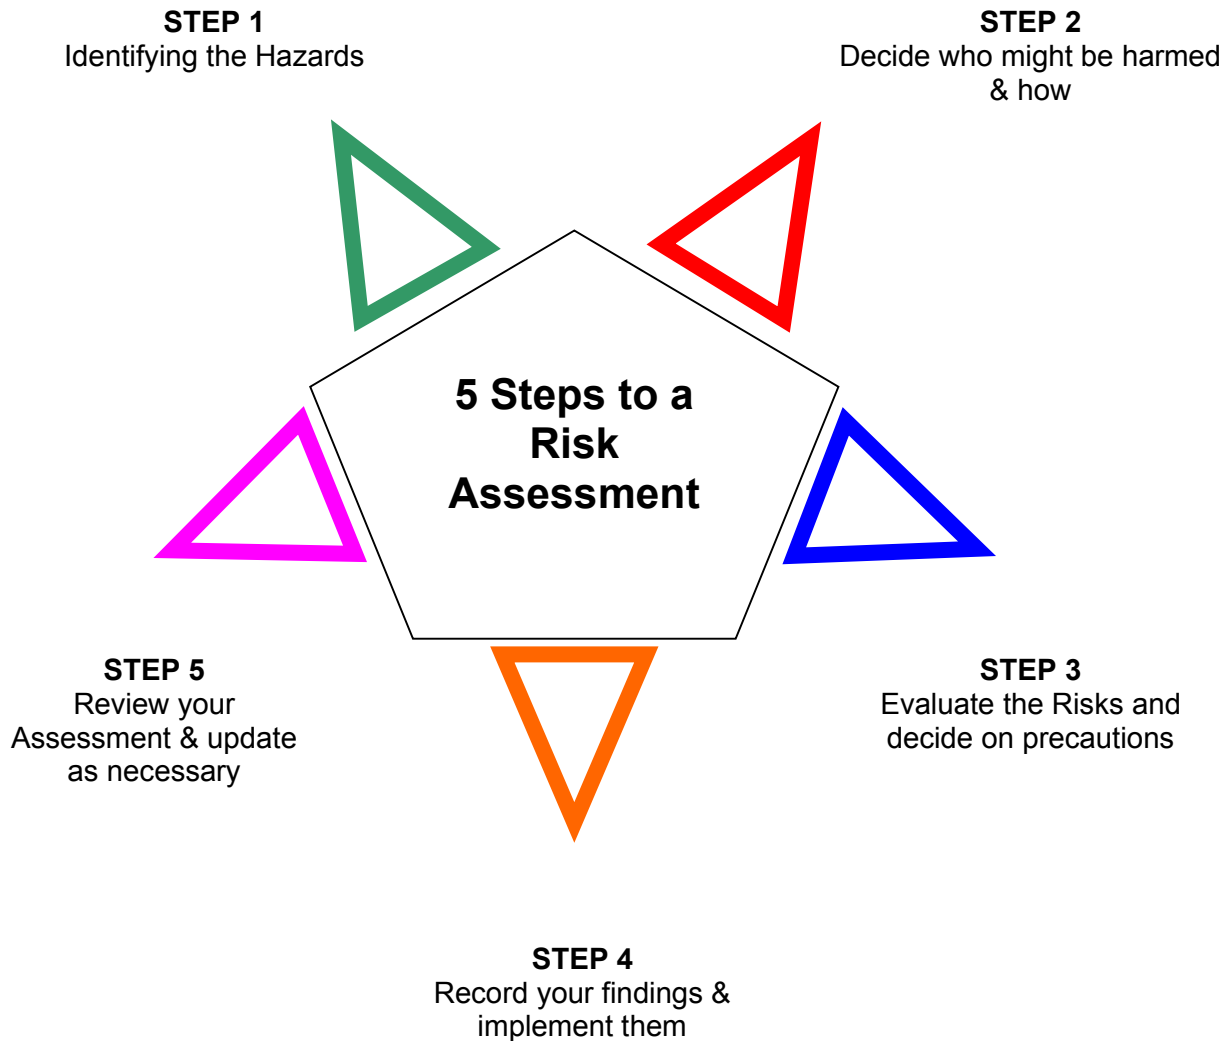 STEP 1
Identifying the Hazards
STEP 2
Decide who might be harmed
& how
5 Steps to a
Risk
Assessment
STEP 3
Evaluate the Risks and
decide on precautions
STEP 4
Record your findings &
implement them
STEP 5
Review your
Assessment & update
as necessary